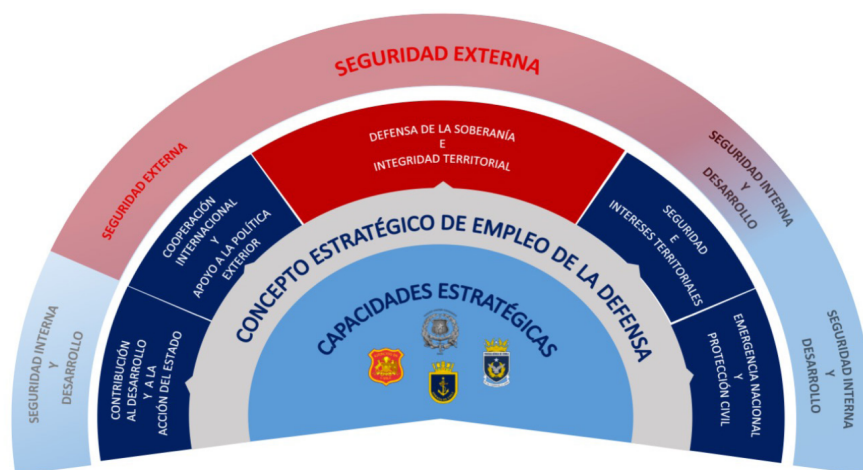 SEGURIDAD EXTERNA
SEGURIDAD EXTERNA
SEGURIDAD INTERNA
Y
DESARROLLO
SEGURIDAD INTERNA
Y
DESARROLLO
SEGURIDAD INTERNA
Y
DESARROLLO
DEFENSA DE LA SOBERANÍA
E
INTEGRIDAD TERRITORIAL
COOPERACIÓN
INTERNACIONAL
Y
APOYO A LA POLÍTICA
EXTERIOR
SEGURIDAD
E
INTERESES TERRITORIALES
CONTRIBUCIÓN
AL DESARROLLO
Y A LA
ACCIÓN DEL ESTADO
EMERGENCIA NACIONAL
Y
PROTECCIÓN CIVIL
CONCEPTO ESTRATÉGICO DE EMPLEO DE LA DEFENSA
CAPACIDADES ESTRATÉGICAS